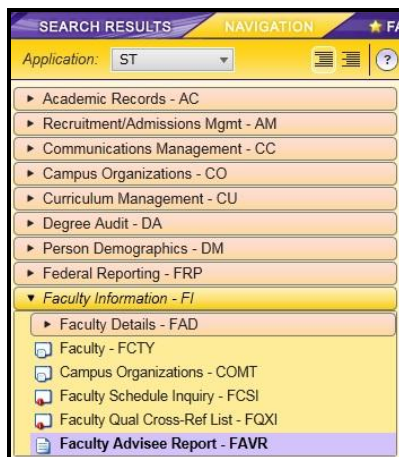 SEARCH RESULTS NAVIGATION FA
Application: ST ?
Academic Records - AC
Recruitment/Admissions Mgmt - AM
Communications Management - CC
Campus Organizations - CO
Curriculum Management - CU
Degree Audit - DA
Person Demographics - DM
Federal Reporting - FRP
Faculty Information - FI
Faculty Details - FAD
Faculty - FCTY
Campus Organizations - COMT
Faculty Schedule Inquiry - FCSI
Faculty Qual Cross-Ref List - FQXI
Faculty Advisee Report - FAVR